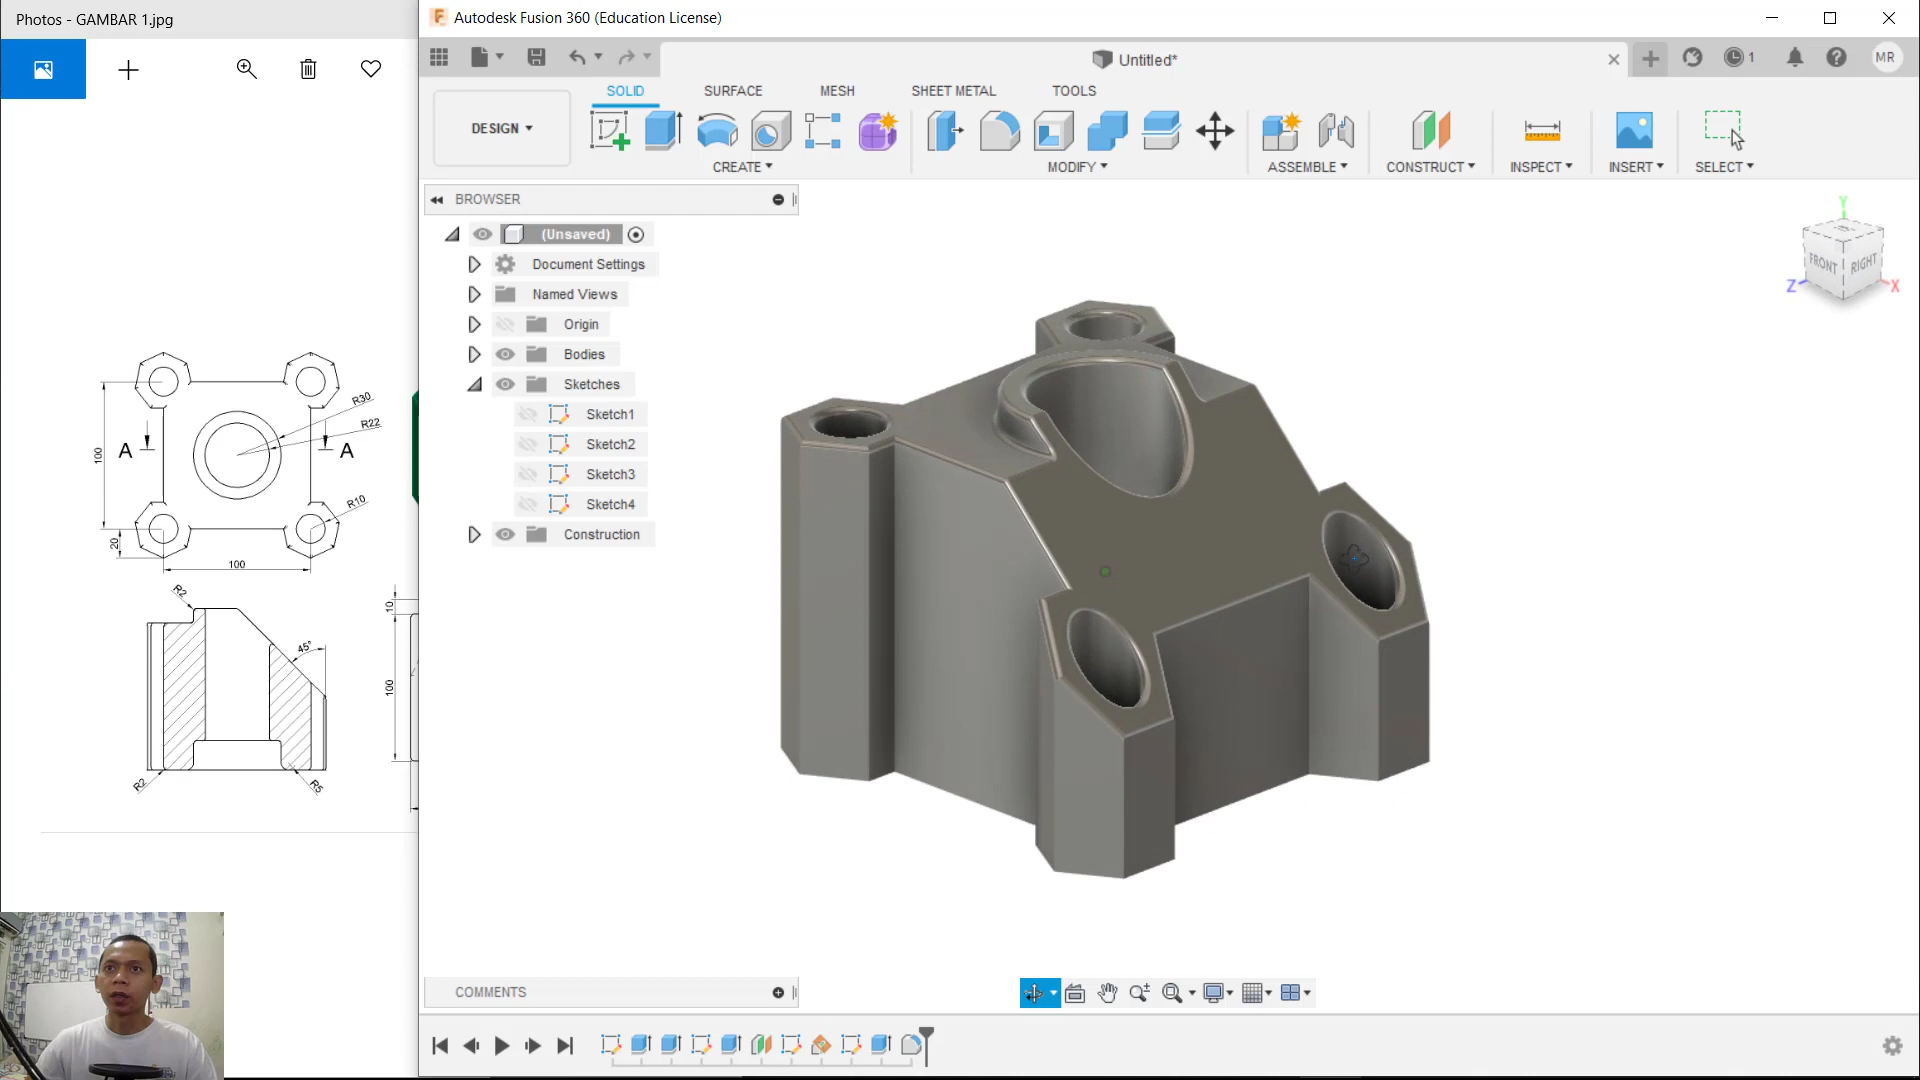 Photos - GAMBAR 1.jpg
Autodesk Fusion 360 (Education License)
Untitled*
1
MR
SOLID
SURFACE
MESH
SHEET METAL
TOOLS
DESIGN
CREATE
MODIFY
ASSEMBLE
CONSTRUCT
INSPECT
INSERT
SELECT
BROWSER
(Unsaved)
Document Settings
Named Views
Origin
Bodies
Sketches
Sketch1
Sketch2
Sketch3
Sketch4
Construction
Y
FRONT
RIGHT
Z
X
R30
R22
100
A
A
R10
20
100
R2
10
45°
100
R2
R5
COMMENTS